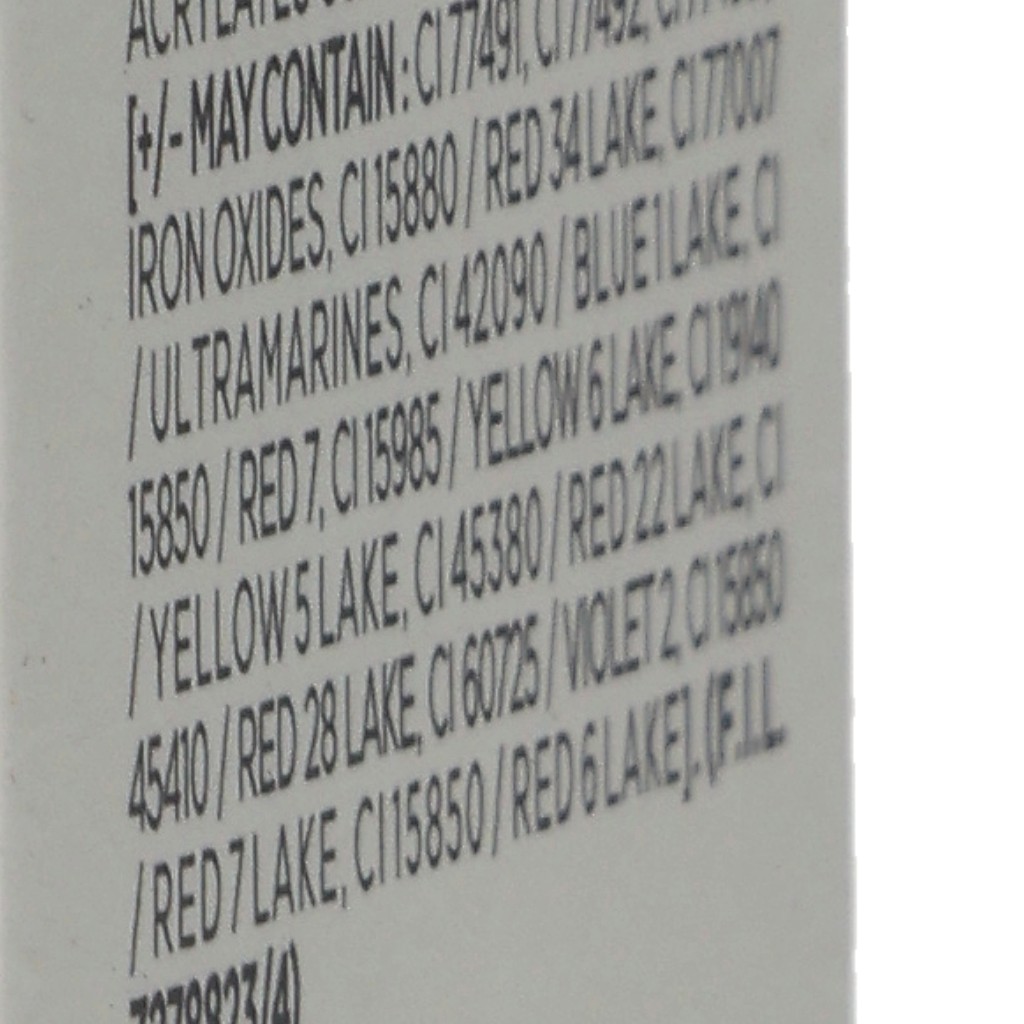 ACRYLATES
[+/- MAY CONTAIN : CI 77491, CI 77492,
IRON OXIDES, CI 15880 / RED 34 LAKE, CI 77007
/ ULTRAMARINES, CI 42090 / BLUE 1 LAKE, CI
15850 / RED 7, CI 15985 / YELLOW 6 LAKE, CI 19140
/ YELLOW 5 LAKE, CI 45380 / RED 22 LAKE, CI
45410 / RED 28 LAKE, CI 60725 / VIOLET 2, CI 15850
/ RED 7 LAKE, CI 15850 / RED 6 LAKE]. (F.I.L.